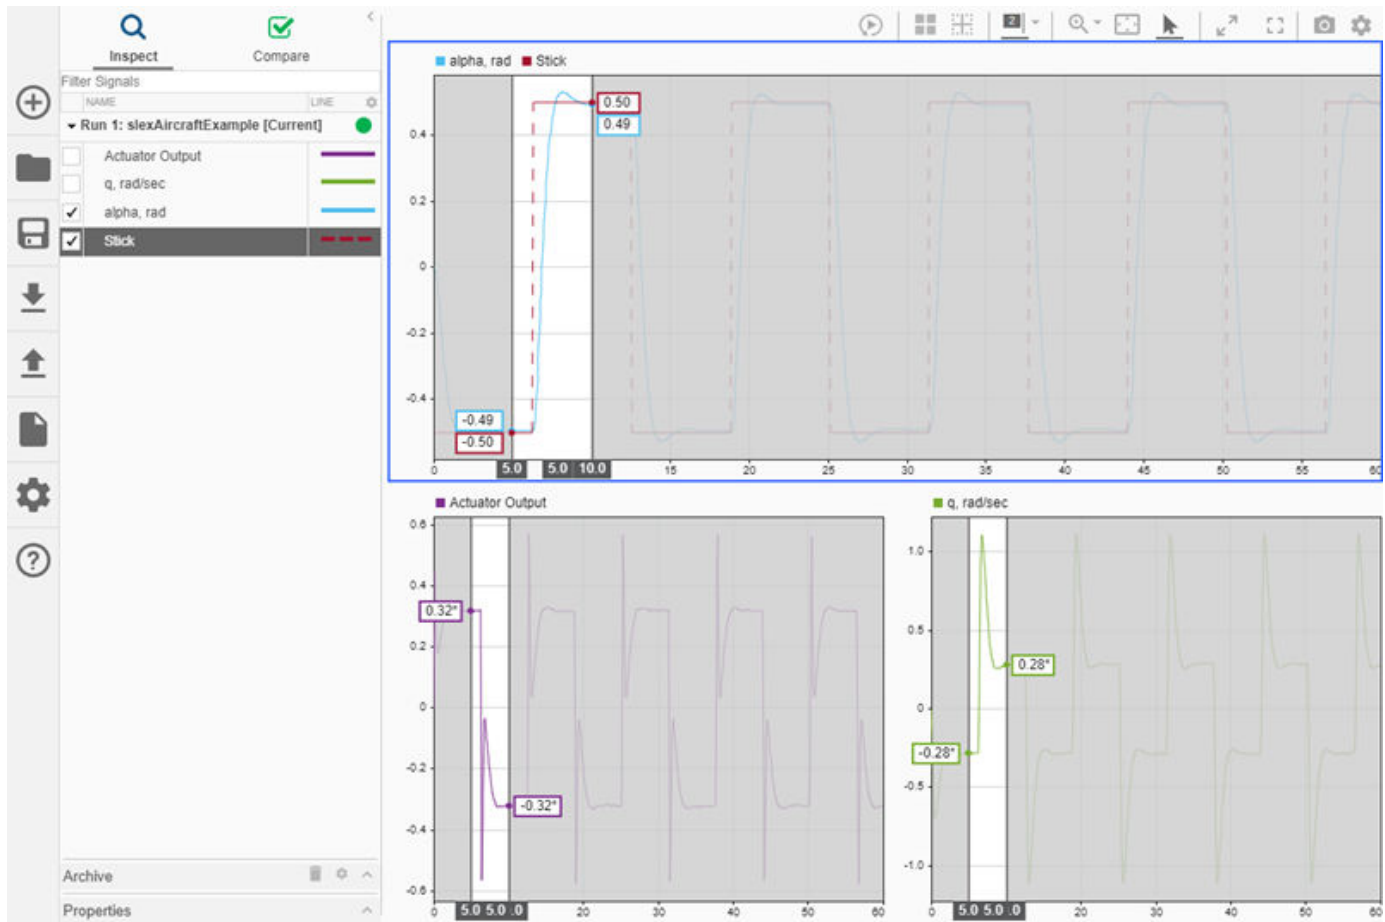 Inspect
Compare
Filter Signals
NAME LINE
Run 1: slexAircraftExample [Current]
Actuator Output
q, rad/sec
alpha, rad
Stick
Archive
Properties
2
alpha, rad Stick
0.50
0.49
0.4
0.2
0
-0.2
-0.4
-0.49
-0.50
0 5.0 5.0 10.0 15 20 25 30 35 40 45 50 55 60
Actuator Output
0.6
0.4
0.32*
0.2
0
-0.2
-0.32*
-0.4
-0.6
0 5.0 5.0 .0 20 30 40 50 60
q, rad/sec
1.0
0.5
0.28*
0
-0.28*
-0.5
-1.0
0 5.0 5.0 .0 20 30 40 50 60